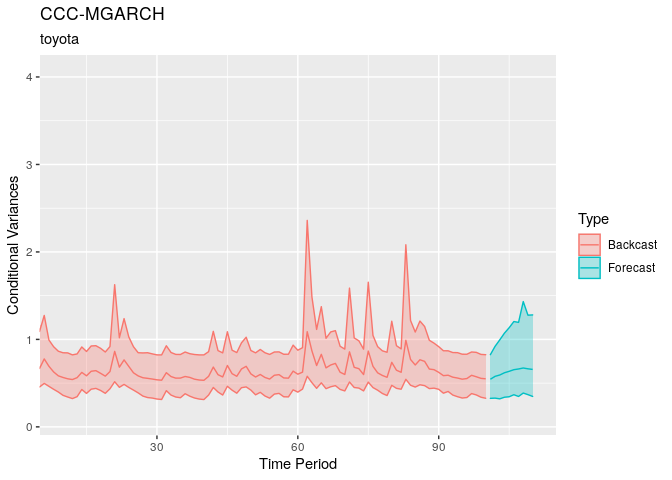 CCC-MGARCH
toyota
4
3
2
1
0
Conditional Variances
30
60
90
Time Period
Type
Backcast
Forecast